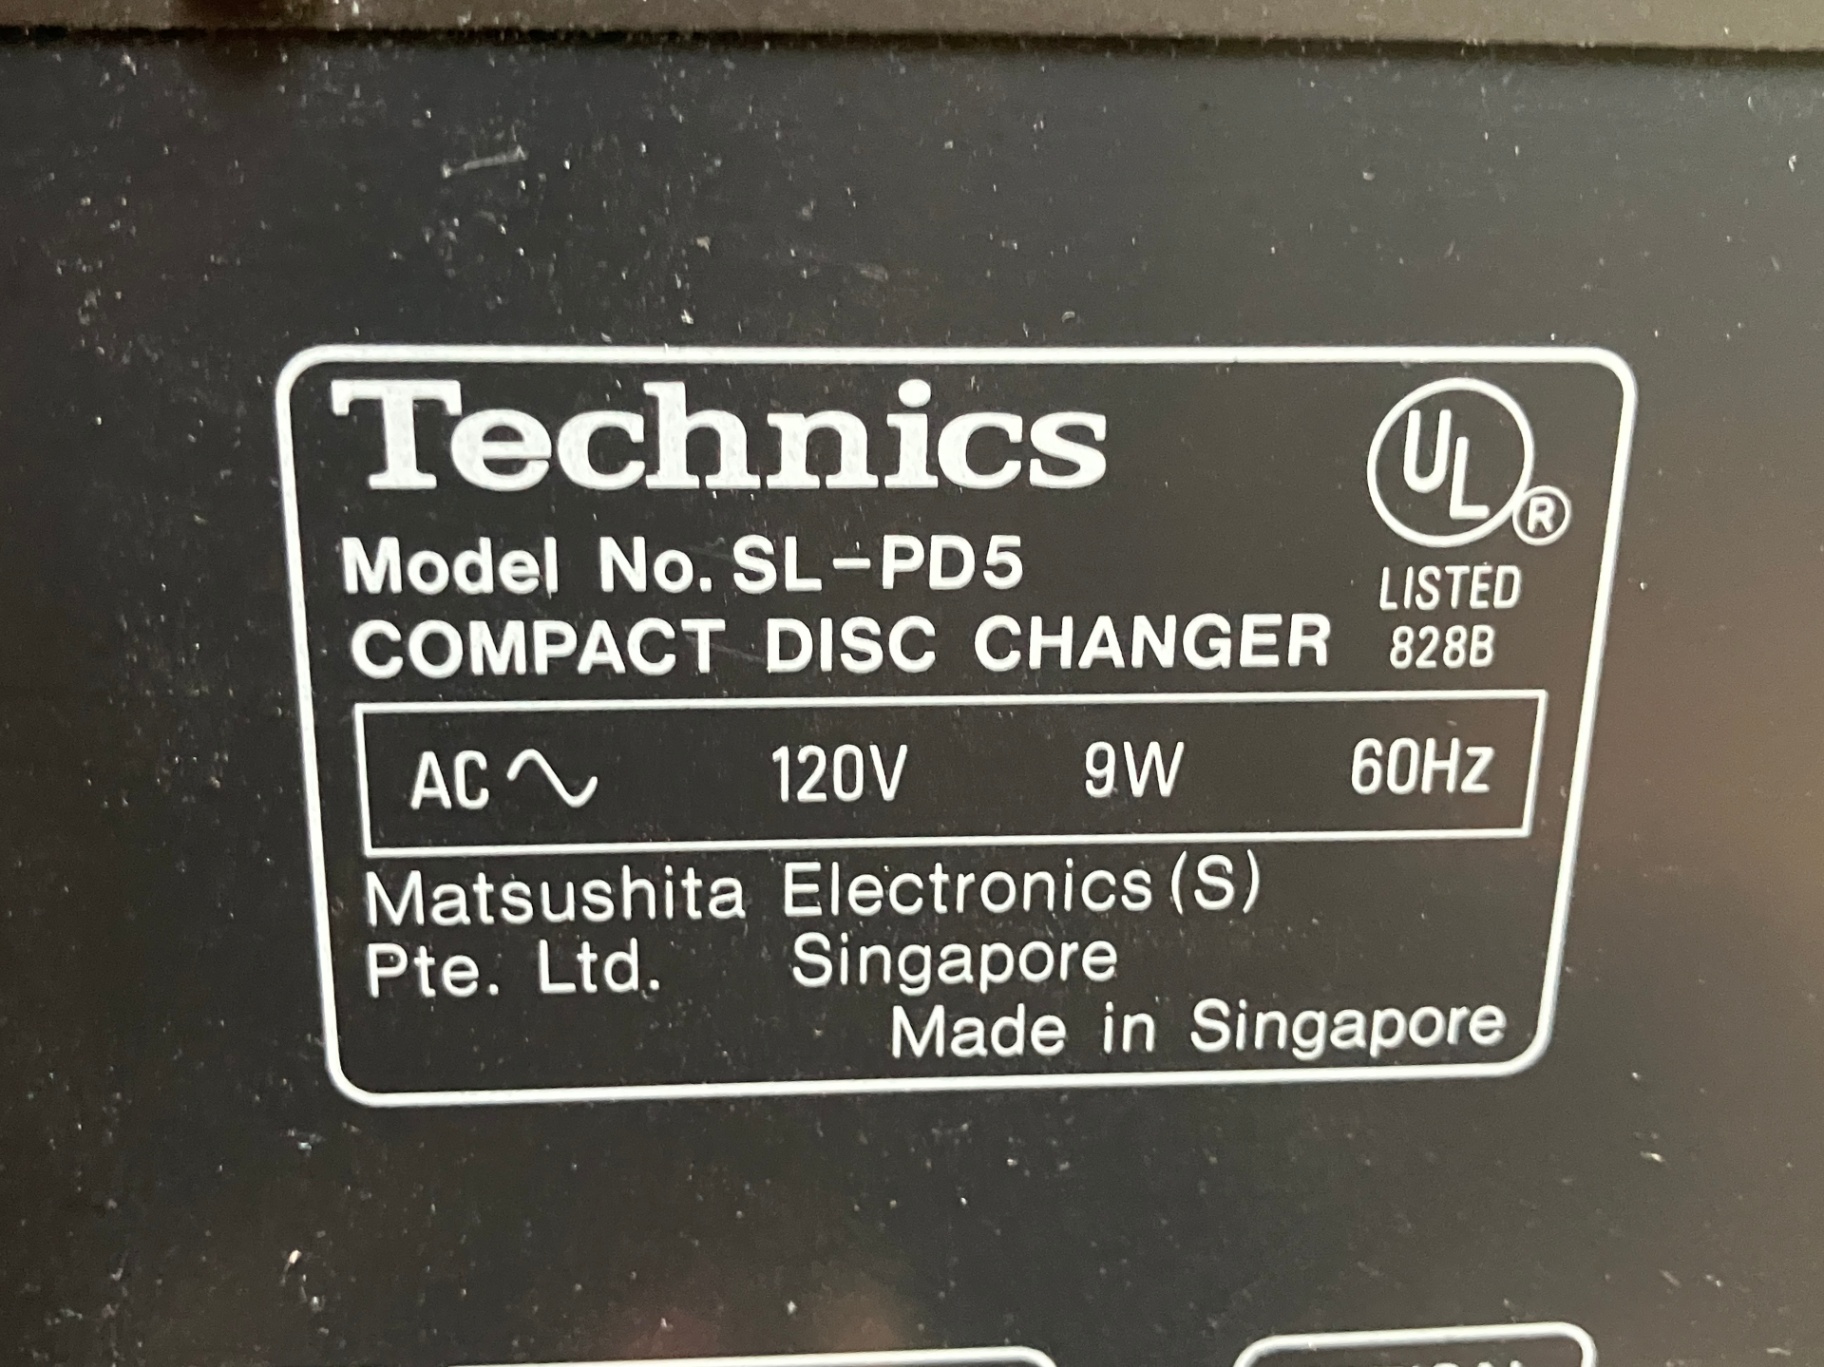 Technics
UL ®
Model No. SL-PD5
LISTED
COMPACT DISC CHANGER
828B
AC 120V 9W 60Hz
Matsushita Electronics (S)
Pte. Ltd. Singapore
Made in Singapore